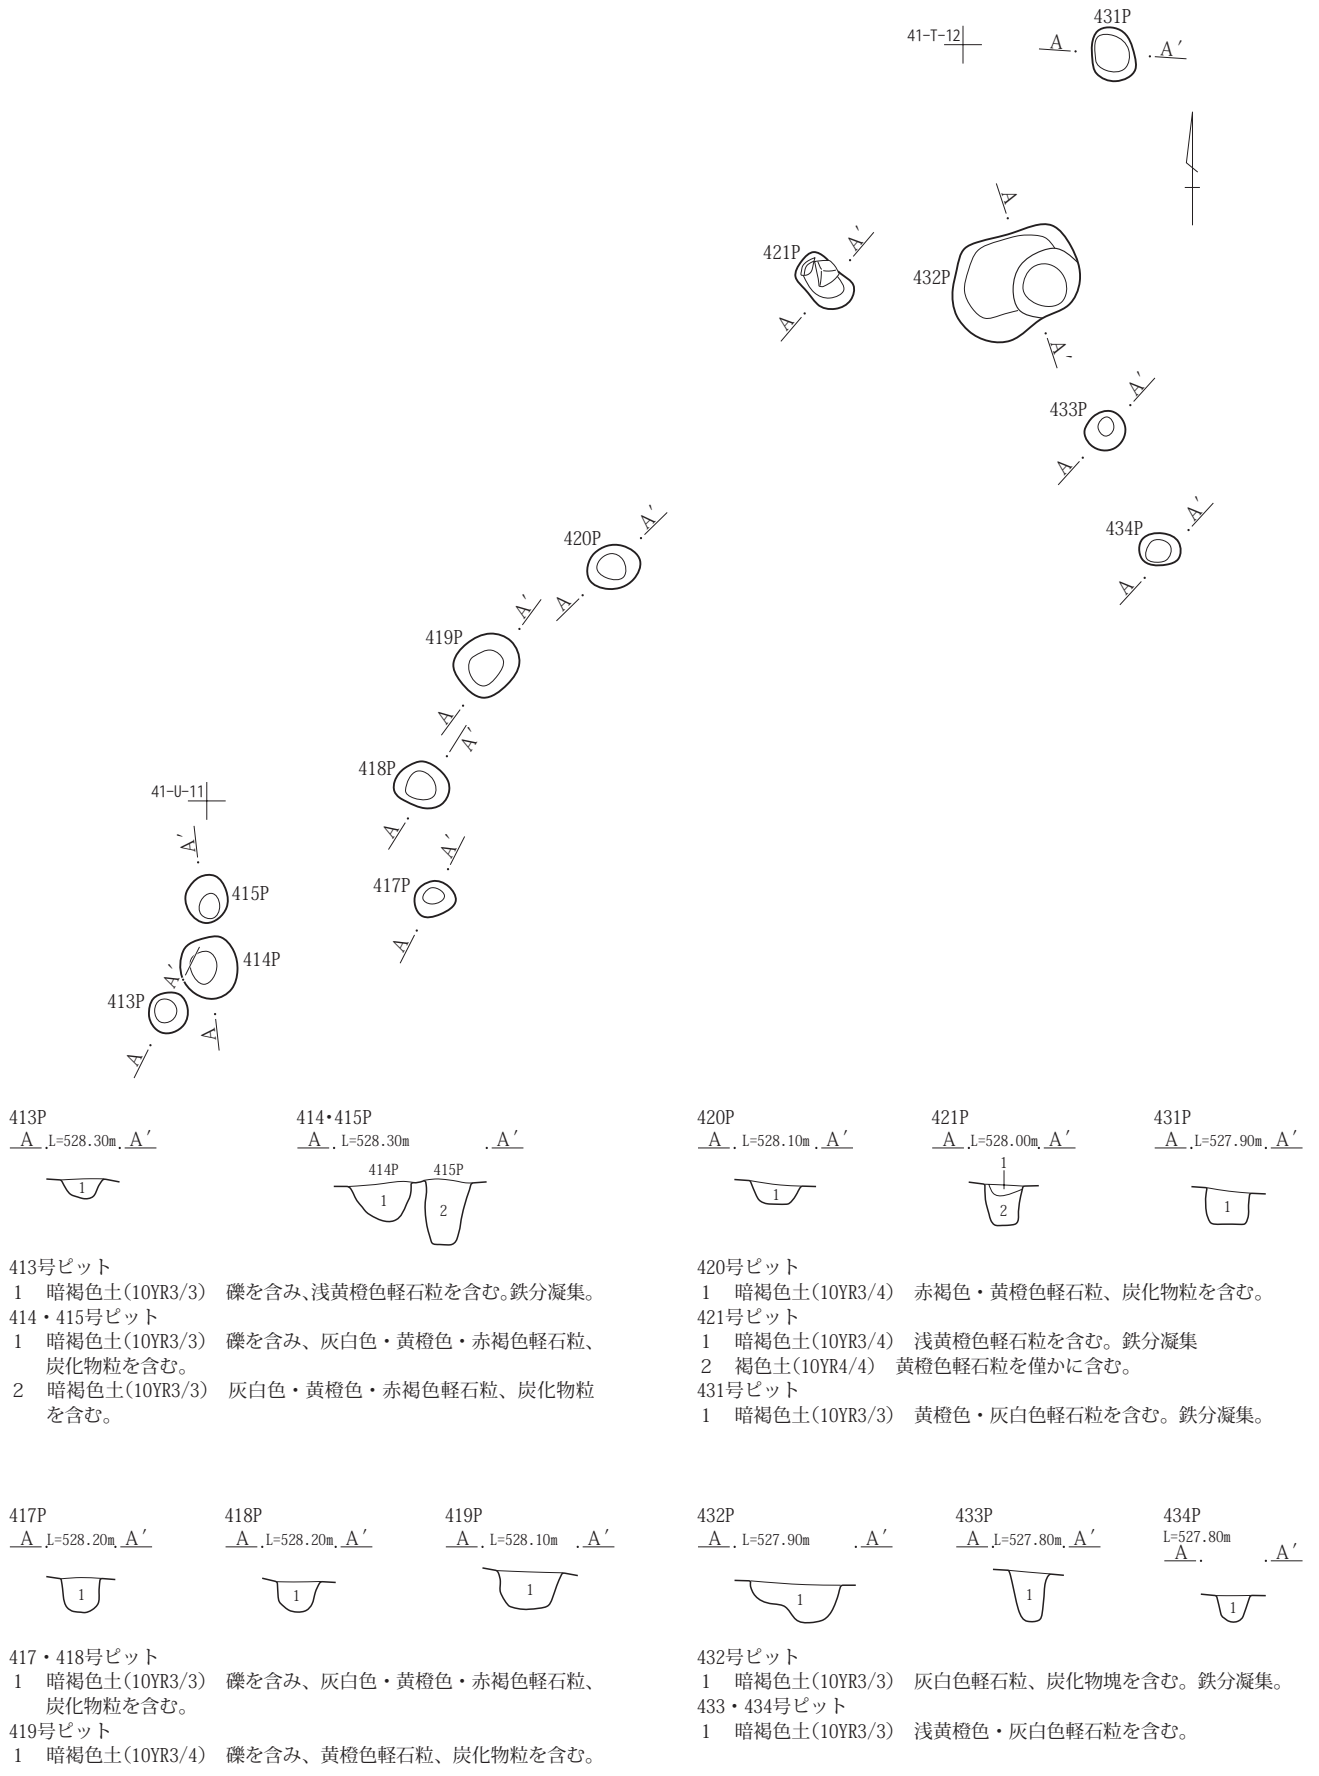 431P
41-T-12
A A′
A
421P A′
432P
A
A′
433P A′
A
434P A′
A
420P A′
A
419P A′
A
418P A′
A
41-U-11
A′
415P
417P A′
A
414P
A′
413P
A
A
413P
A L=528.30m A′
1
414・415P
A L=528.30m A′
414P 415P
1 2
413号ピット
1 暗褐色土(10YR3/3) 礫を含み、浅黄橙色軽石粒を含む。鉄分凝集。
414・415号ピット
1 暗褐色土(10YR3/3) 礫を含み、灰白色・黄橙色・赤褐色軽石粒、
炭化物粒を含む。
2 暗褐色土(10YR3/3) 灰白色・黄橙色・赤褐色軽石粒、炭化物粒
を含む。
420P
A L=528.10m A′
1
421P
A L=528.00m A′
1
2
431P
A L=527.90m A′
1
420号ピット
1 暗褐色土(10YR3/4) 赤褐色・黄橙色軽石粒、炭化物粒を含む。
421号ピット
1 暗褐色土(10YR3/4) 浅黄橙色軽石粒を含む。鉄分凝集
2 褐色土(10YR4/4) 黄橙色軽石粒を僅かに含む。
431号ピット
1 暗褐色土(10YR3/3) 黄橙色・灰白色軽石粒を含む。鉄分凝集。
417P
A L=528.20m A′
1
418P
A L=528.20m A′
1
419P
A L=528.10m A′
1
417・418号ピット
1 暗褐色土(10YR3/3) 礫を含み、灰白色・黄橙色・赤褐色軽石粒、
炭化物粒を含む。
419号ピット
1 暗褐色土(10YR3/4) 礫を含み、黄橙色軽石粒、炭化物粒を含む。
432P
A L=527.90m A′
1
433P
A L=527.80m A′
1
434P
L=527.80m
A A′
1
432号ピット
1 暗褐色土(10YR3/3) 灰白色軽石粒、炭化物塊を含む。鉄分凝集。
433・434号ピット
1 暗褐色土(10YR3/3) 浅黄橙色・灰白色軽石粒を含む。